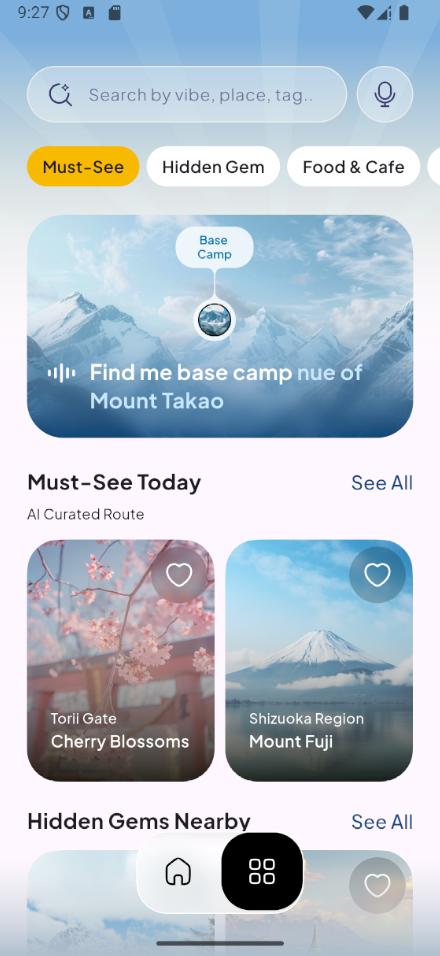 9:27
A
Search by vibe, place, tag..
Must-See
Hidden Gem
Food & Cafe
Base
Camp
Find me base camp nue of
Mount Takao
Must-See Today
See All
AI Curated Route
Torii Gate
Cherry Blossoms
Shizuoka Region
Mount Fuji
Hidden Gems Nearby
See All